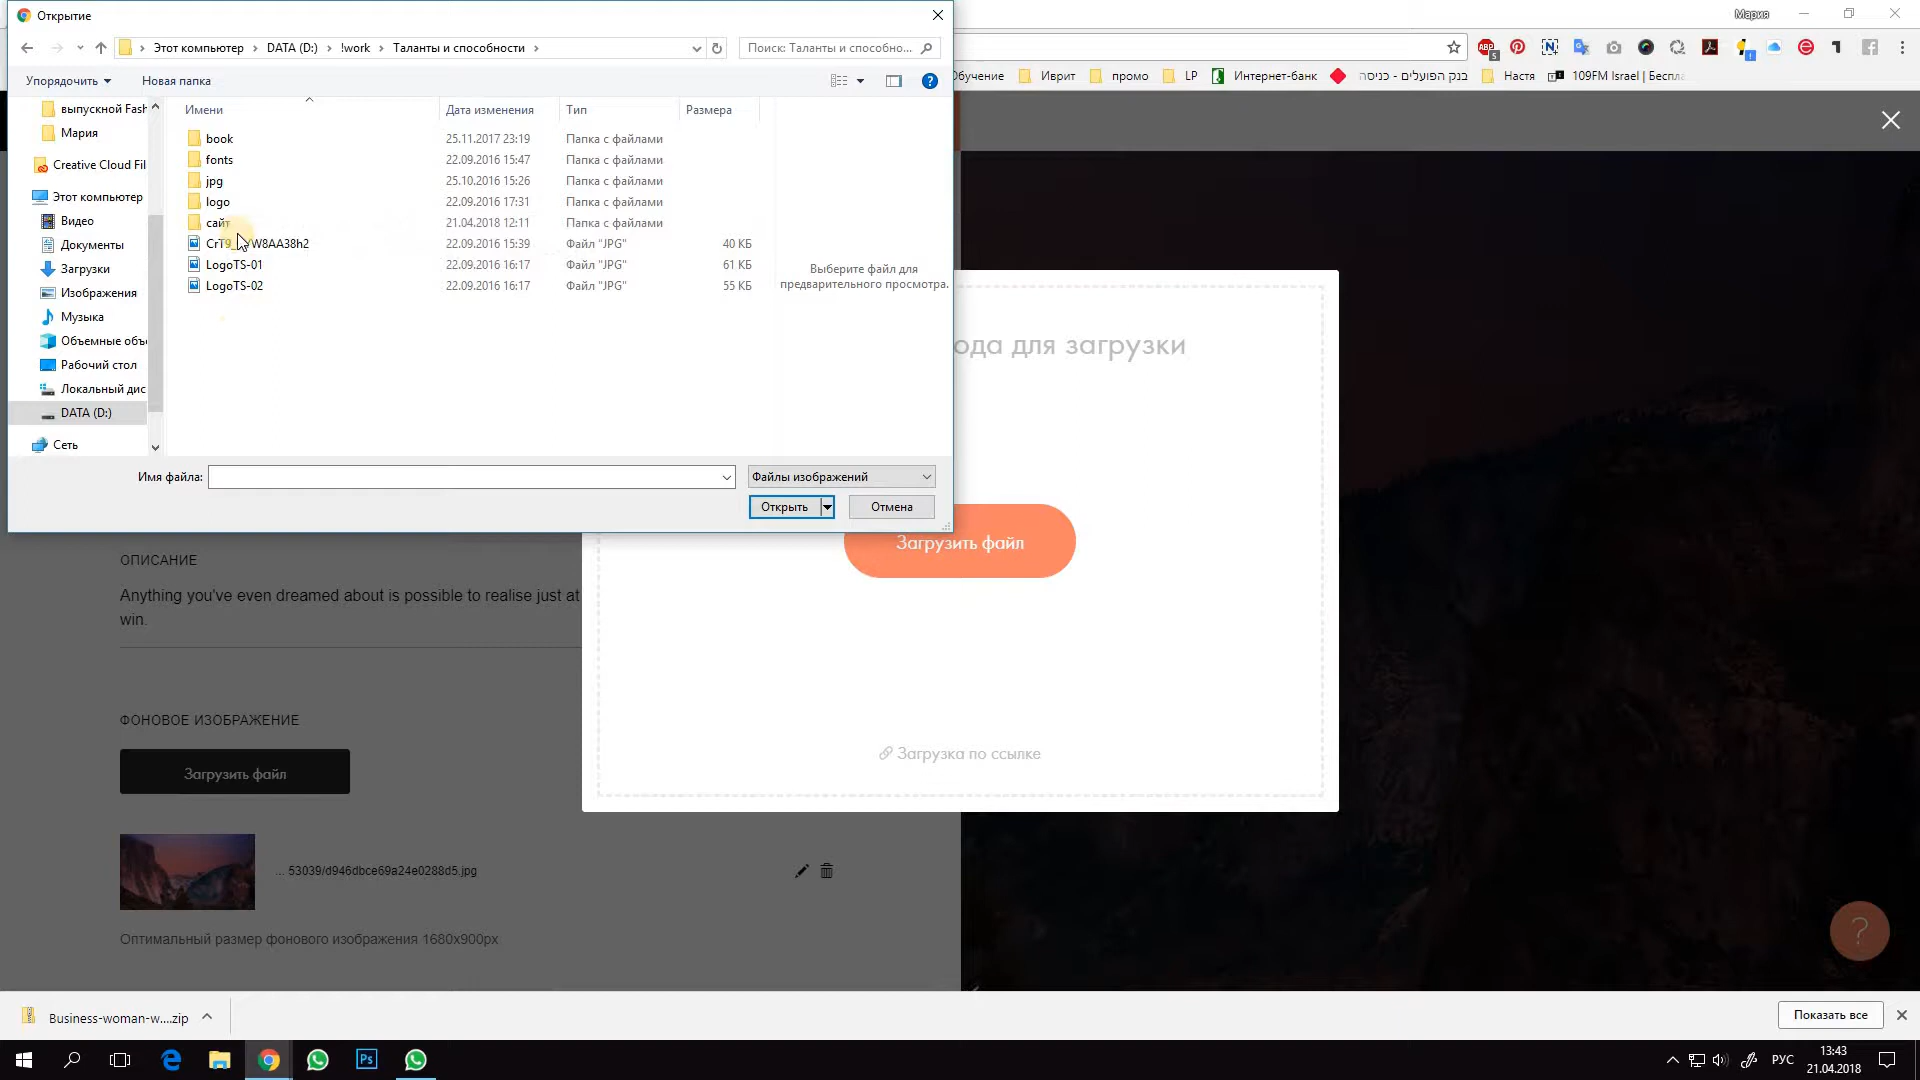 Открытие
Мария
Этот компьютер › DATA (D:) › !work › Таланты и способности ›
Поиск: Таланты и способно...
ABP
5
Упорядочить
Новая папка
бучение
Иврит
промо
LP
Интернет-банк
בנק הפועלים - כניסה
Настя
109FM Israel | Беспла
выпускной Fash
Мария
Creative Cloud Fil
Этот компьютер
Видео
Документы
Загрузки
Изображения
Музыка
Объемные объ
Рабочий стол
Локальный дис
DATA (D:)
Сеть
Имени
Дата изменения
Тип
Размера
book
25.11.2017 23:19
Папка с файлами
fonts
22.09.2016 15:47
Папка с файлами
jpg
25.10.2016 15:26
Папка с файлами
logo
22.09.2016 17:31
Папка с файлами
сайт
21.04.2018 12:11
Папка с файлами
22.09.2016 15:39
Файл "JPG"
40 КБ
LogoTS-01
22.09.2016 16:17
Файл "JPG"
61 КБ
LogoTS-02
22.09.2016 16:17
Файл "JPG"
55 КБ
Выберите файл для
предварительного просмотра.
Имя файла:
Файлы изображений
Открыть
Отмена
ода для загрузки
Загрузить файл
Загрузка по ссылке
ОПИСАНИЕ
Anything you've even dreamed about is possible to realise just at
win.
ФОНОВОЕ ИЗОБРАЖЕНИЕ
Загрузить файл
... 53039/d946dbce69a24e0288d5.jpg
Оптимальный размер фонового изображения 1680x900px
?
Business-woman-w....zip
Показать все
Ps
РУС
13:43
21.04.2018